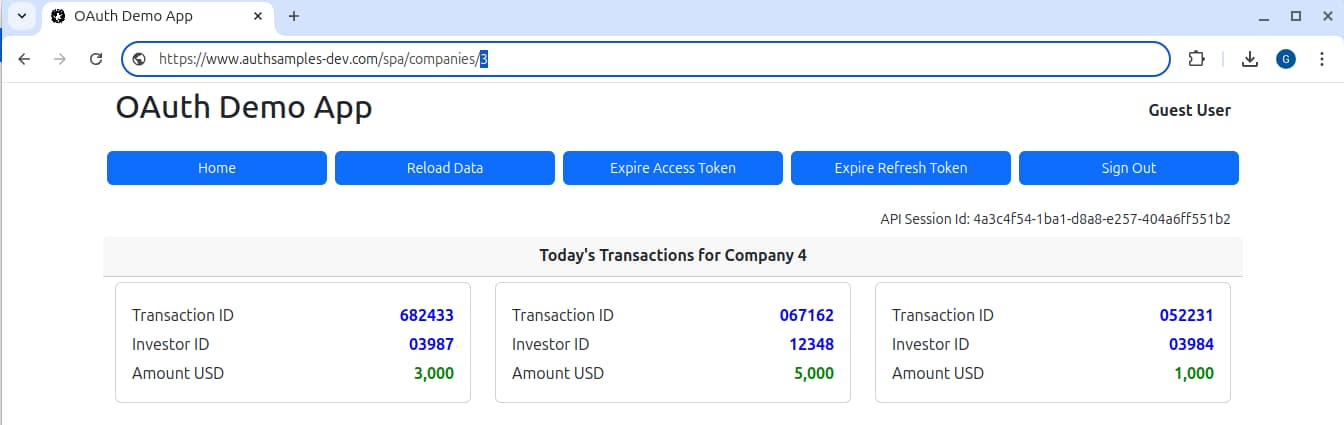 OAuth Demo App
https://www.authsamples-dev.com/spa/companies/3
G
OAuth Demo App
Guest User
Home
Reload Data
Expire Access Token
Expire Refresh Token
Sign Out
API Session Id: 4a3c4f54-1ba1-d8a8-e257-404a6ff551b2
Today's Transactions for Company 4
Transaction ID 682433
Investor ID 03987
Amount USD 3,000
Transaction ID 067162
Investor ID 12348
Amount USD 5,000
Transaction ID 052231
Investor ID 03984
Amount USD 1,000